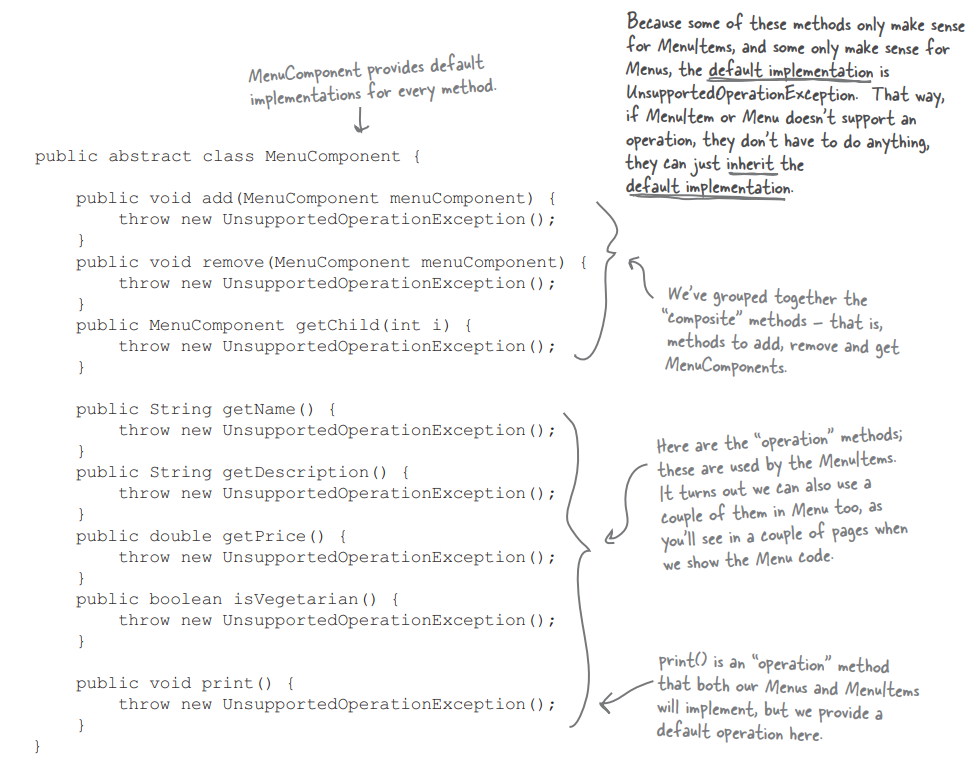 MenuComponent provides default
implementations for every method.
Because some of these methods only make sense
for MenuItems, and some only make sense for
Menus, the default implementation is
UnsupportedOperationException. That way,
if MenuItem or Menu doesn't support an
operation, they don't have to do anything,
they can just inherit the
default implementation.
public abstract class MenuComponent {
public void add(MenuComponent menuComponent) {
throw new UnsupportedOperationException();
}
public void remove(MenuComponent menuComponent) {
throw new UnsupportedOperationException();
}
public MenuComponent getChild(int i) {
throw new UnsupportedOperationException();
}
We've grouped together the
"composite" methods – that is,
methods to add, remove and get
MenuComponents.
public String getName() {
throw new UnsupportedOperationException();
}
public String getDescription() {
throw new UnsupportedOperationException();
}
public double getPrice() {
throw new UnsupportedOperationException();
}
public boolean isVegetarian() {
throw new UnsupportedOperationException();
}
Here are the "operation" methods;
these are used by the MenuItems.
It turns out we can also use a
couple of them in Menu too, as
you'll see in a couple of pages when
we show the Menu code.
public void print() {
throw new UnsupportedOperationException();
}
}
print() is an "operation" method
that both our Menus and MenuItems
will implement, but we provide a
default operation here.